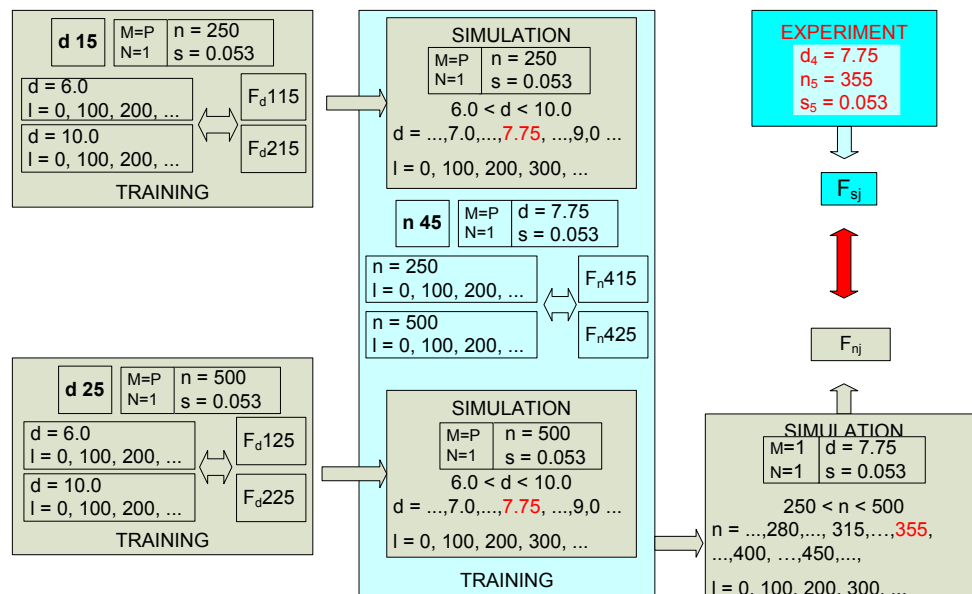 d 15
M=P
N=1
n = 250
s = 0.053
d = 6.0
l = 0, 100, 200, ...
d = 10.0
l = 0, 100, 200, ...
Fd115
Fd215
TRAINING
SIMULATION
M=P
N=1
n = 250
s = 0.053
6.0 < d < 10.0
d = ...,7.0,...,7.75, ...,9,0 ...
l = 0, 100, 200, 300, ...
n 45
M=P
N=1
d = 7.75
s = 0.053
n = 250
l = 0, 100, 200, ...
n = 500
l = 0, 100, 200, ...
Fn415
Fn425
d 25
M=P
N=1
n = 500
s = 0.053
d = 6.0
l = 0, 100, 200, ...
d = 10.0
l = 0, 100, 200, ...
Fd125
Fd225
TRAINING
SIMULATION
M=P
N=1
n = 500
s = 0.053
6.0 < d < 10.0
d = ...,7.0,...,7.75, ...,9,0 ...
l = 0, 100, 200, 300, ...
TRAINING
EXPERIMENT
d4 = 7.75
n5 = 355
s5 = 0.053
Fsj
Fnj
SIMULATION
M=1
N=1
d = 7.75
s = 0.053
250 < n < 500
n = ...,280,..., 315,...,355,
...,400, ...,450,...,
l = 0, 100, 200, 300, ...